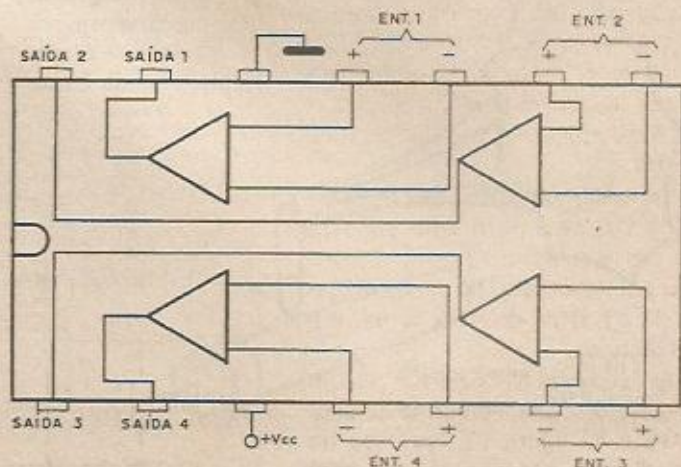 ENT. 1
ENT. 2
SAÍDA 2 SAÍDA 1 + − + −
SAÍDA 3 SAÍDA 4 +Vcc − + − +
ENT. 4
ENT. 3